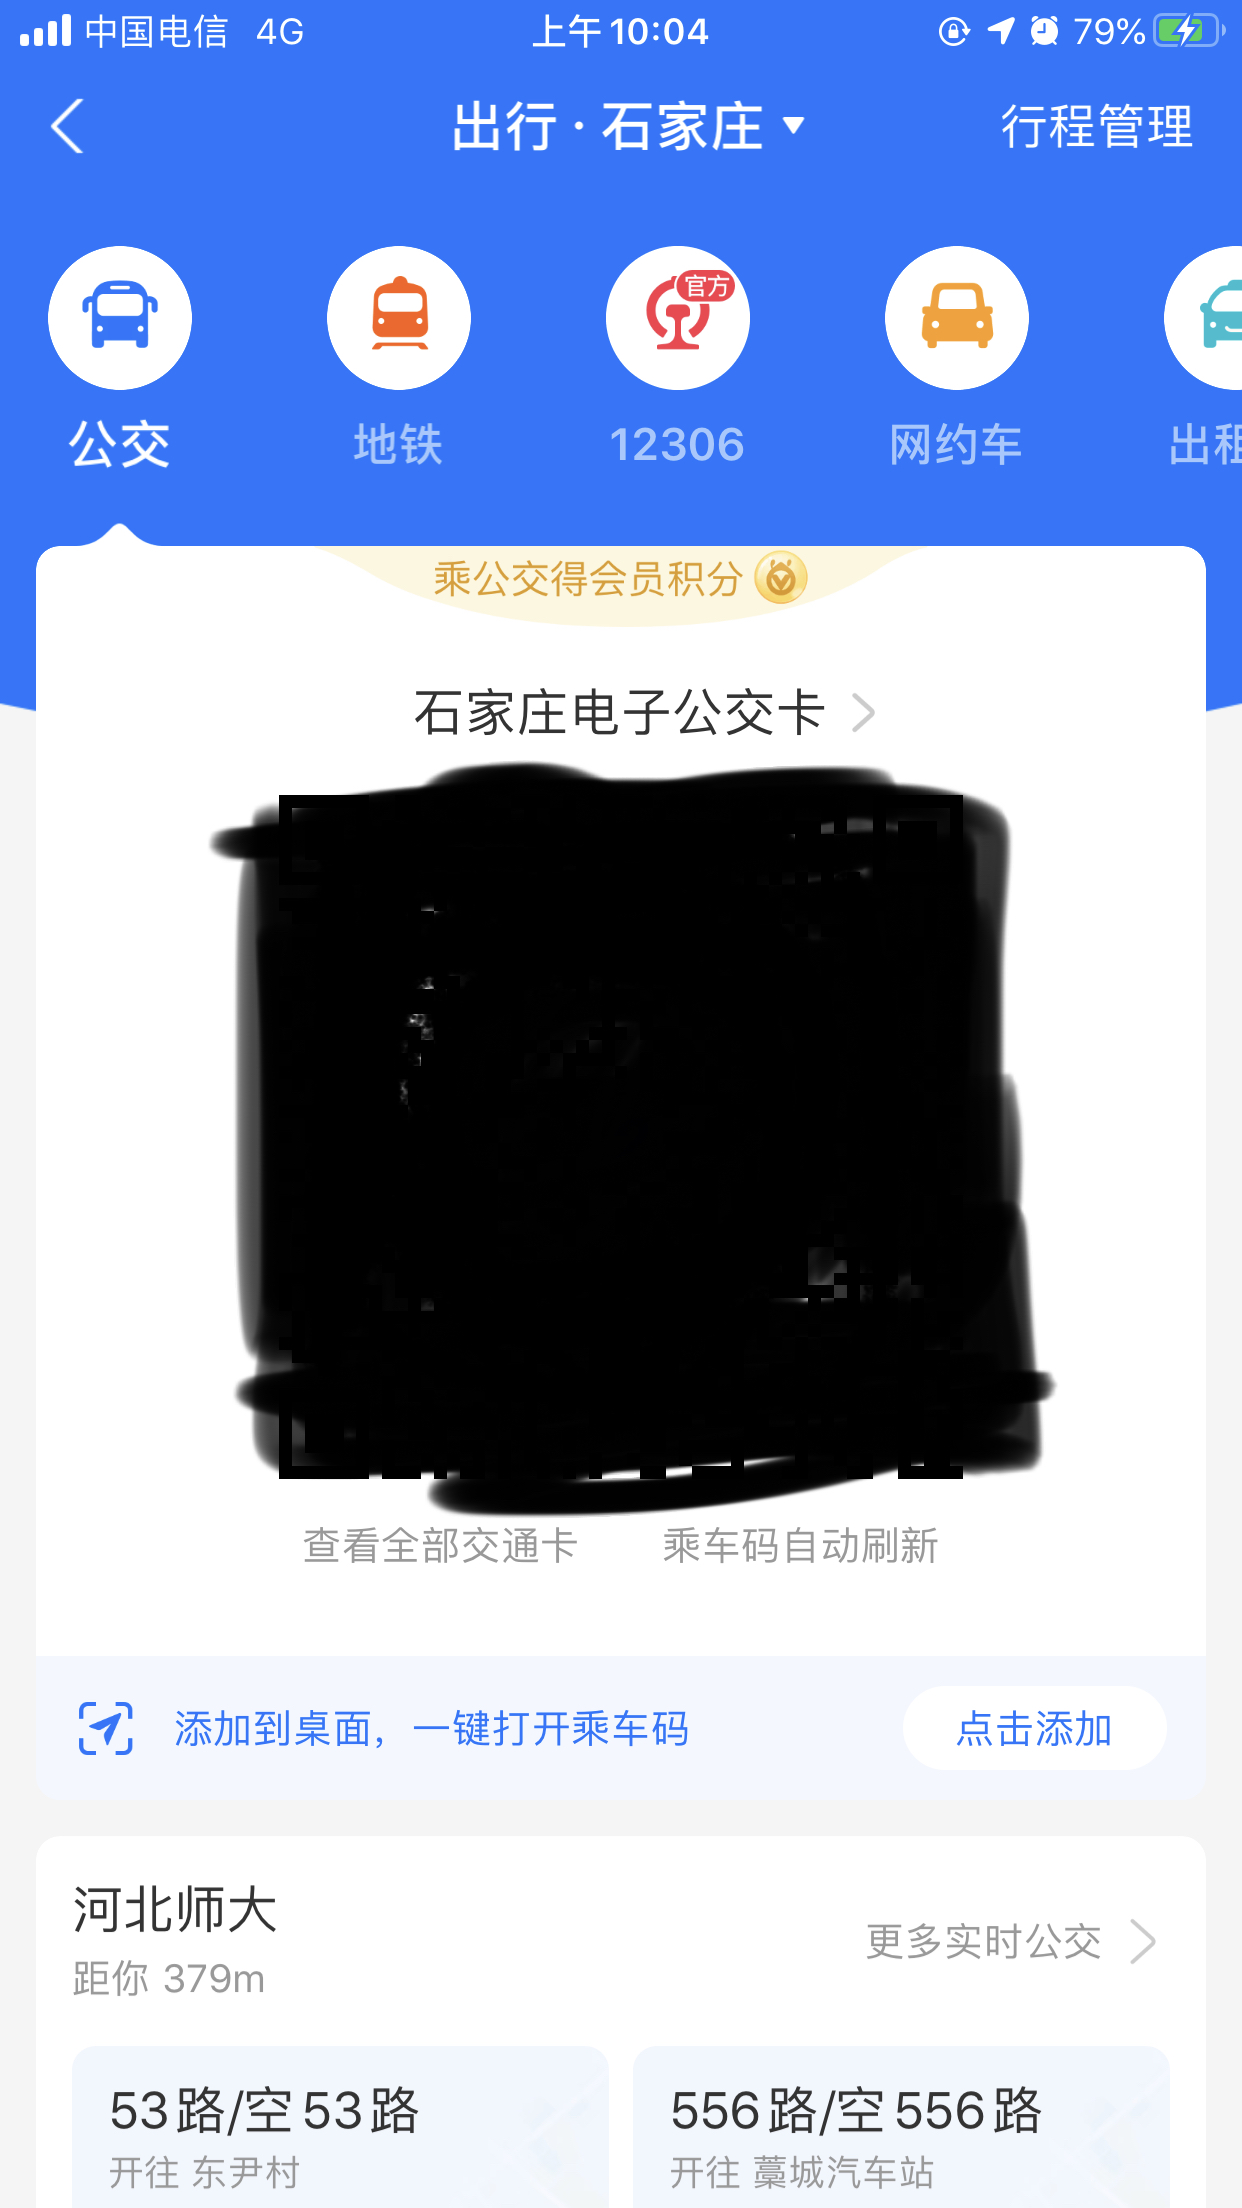 中国电信 4G 上午10:04 79%
出行·石家庄 行程管理
官方
公交 地铁 12306 网约车 出租
乘公交得会员积分
石家庄电子公交卡
查看全部交通卡 乘车码自动刷新
添加到桌面，一键打开乘车码 点击添加
河北师大
更多实时公交
距你 379m
53路/空53路 556路/空556路
开往 东尹村 开往 藁城汽车站